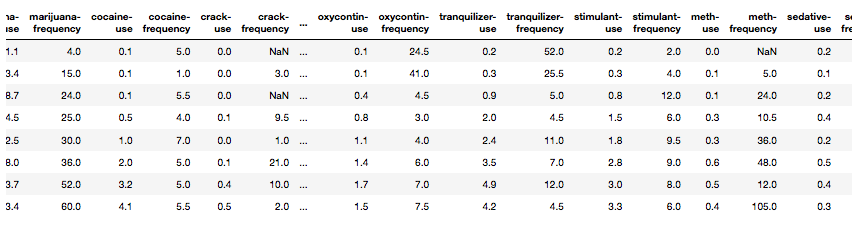 na- marijuana- cocaine- cocaine- crack- crack- ... oxycontin- oxycontin- tranquilizer- tranquilizer- stimulant- stimulant- meth- meth- sedative-
use frequency use frequency use frequency use frequency use frequency use frequency use frequency use
1.1 4.0 0.1 5.0 0.0 NaN ... 0.1 24.5 0.2 52.0 0.2 2.0 0.0 NaN 0.2
3.4 15.0 0.1 1.0 0.0 3.0 ... 0.1 41.0 0.3 25.5 0.3 4.0 0.1 5.0 0.1
8.7 24.0 0.1 5.5 0.0 NaN ... 0.4 4.5 0.9 5.0 0.8 12.0 0.1 24.0 0.2
4.5 25.0 0.5 4.0 0.1 9.5 ... 0.8 3.0 2.0 4.5 1.5 6.0 0.3 10.5 0.4
2.5 30.0 1.0 7.0 0.0 1.0 ... 1.1 4.0 2.4 11.0 1.8 9.5 0.3 36.0 0.2
8.0 36.0 2.0 5.0 0.1 21.0 ... 1.4 6.0 3.5 7.0 2.8 9.0 0.6 48.0 0.5
3.7 52.0 3.2 5.0 0.4 10.0 ... 1.7 7.0 4.9 12.0 3.0 8.0 0.5 12.0 0.4
3.4 60.0 4.1 5.5 0.5 2.0 ... 1.5 7.5 4.2 4.5 3.3 6.0 0.4 105.0 0.3